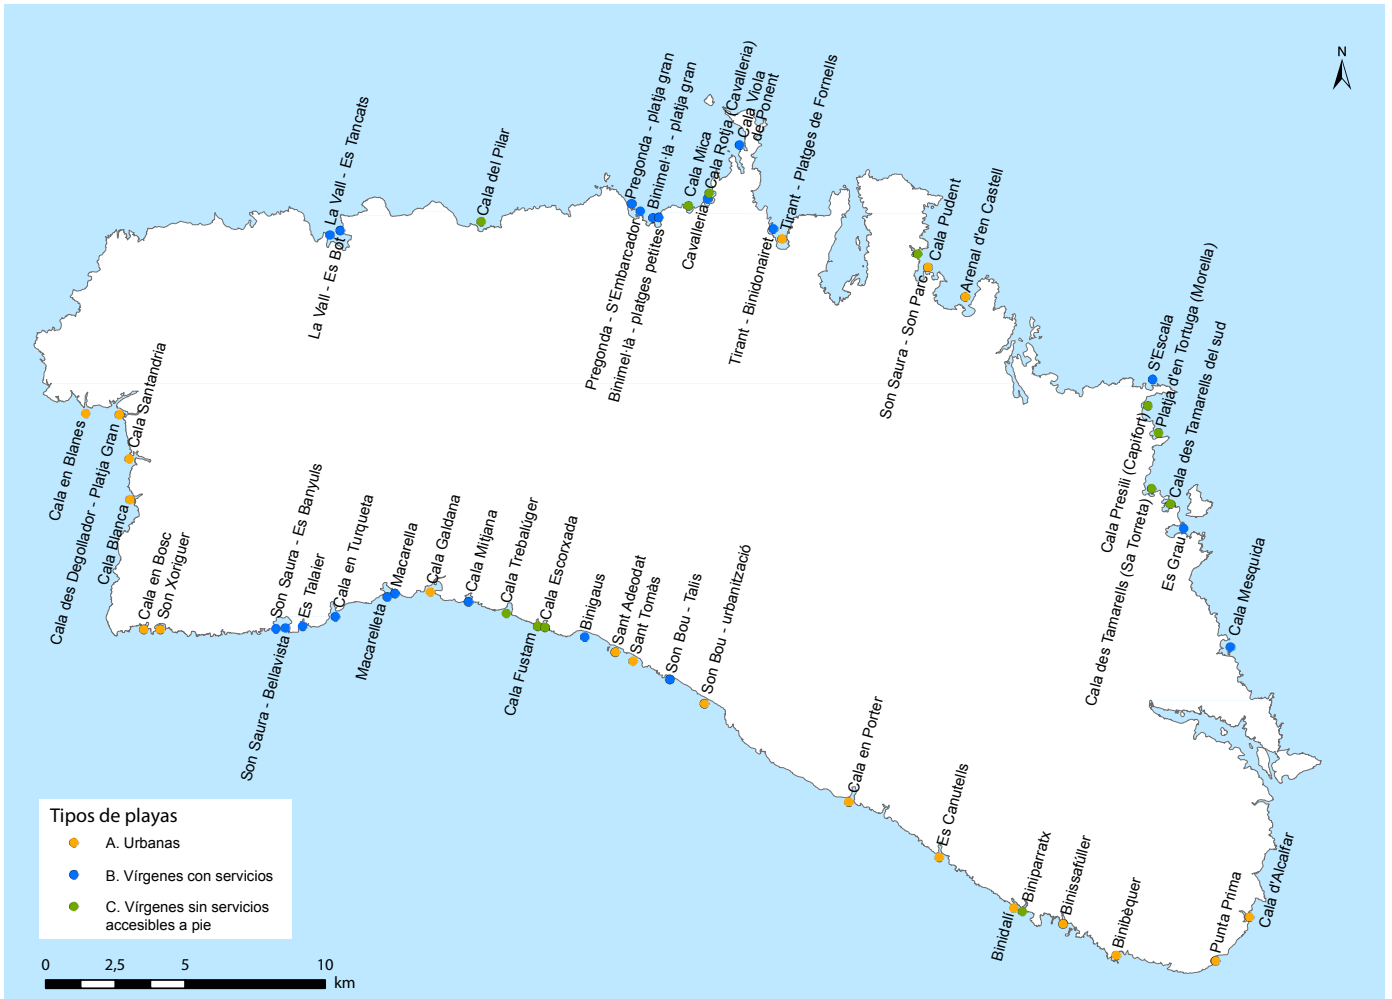 N
La Vall - Es Tancats
La Vall - Es Bot
Cala del Pilar
Pregonda - platja gran
Pregonda - S'Embarcador
Binimel·là - platja gran
Binimel·là - platges petites
Cala Mica
Cavalleria
Cala Rotja (Cavalleria)
Cala Viola
de Ponent
Tirant - Binidonairet
Tirant - Platges de Fornells
Son Saura - Son Parc
Cala Pudent
Arenal d'en Castell
S'Escala
Cala Presili (Capifort)
Platja d'en Tortuga (Morella)
Cala des Tamarells (Sa Torreta)
Cala des Tamarells del sud
Es Grau
Cala Mesquida
Cala en Blanes
Cala des Degollador - Platja Gran
Cala Santandria
Cala Blanca
Cala en Bosc
Son Xoriguer
Son Saura - Bellavista
Son Saura - Es Banyuls
Es Talaier
Cala en Turqueta
Macarelleta
Macarella
Cala Galdana
Cala Mitjana
Cala Trebalúger
Cala Fustam
Cala Escorxada
Binigaus
Sant Adeodat
Sant Tomàs
Son Bou - Talis
Son Bou - urbanització
Cala en Porter
Es Canutells
Binidalí
Biniparratx
Binissafúller
Binibèquer
Punta Prima
Cala d'Alcalfar
Tipos de playas
A. Urbanas
B. Vírgenes con servicios
C. Vírgenes sin servicios
accesibles a pie
0 2,5 5 10
km